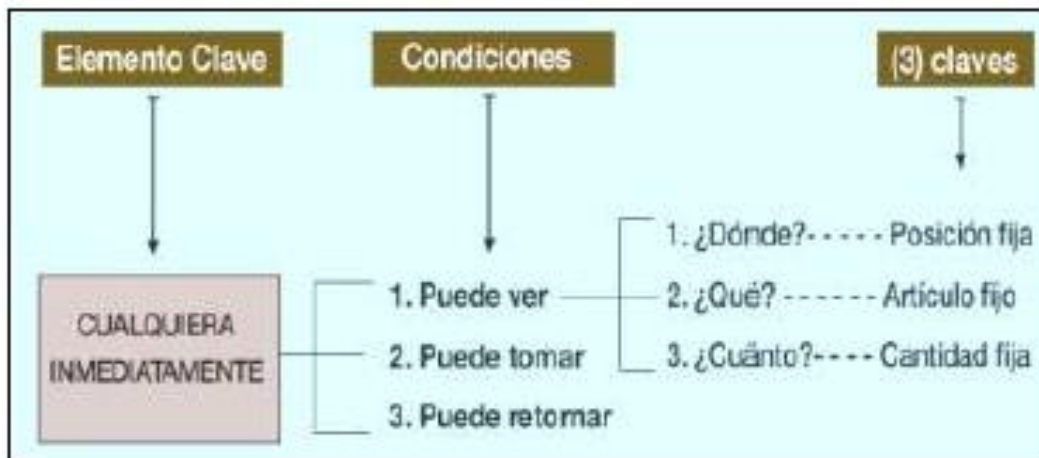 Elemento Clave
Condiciones
(3) claves
CUALQUIERA
INMEDIATAMENTE
1. Puede ver
2. Puede tomar
3. Puede retornar
1. ¿Dónde?- - - - - Posición fija
2. ¿Qué? - - - - - - Artículo fijo
3. ¿Cuánto?- - - - Cantidad fija